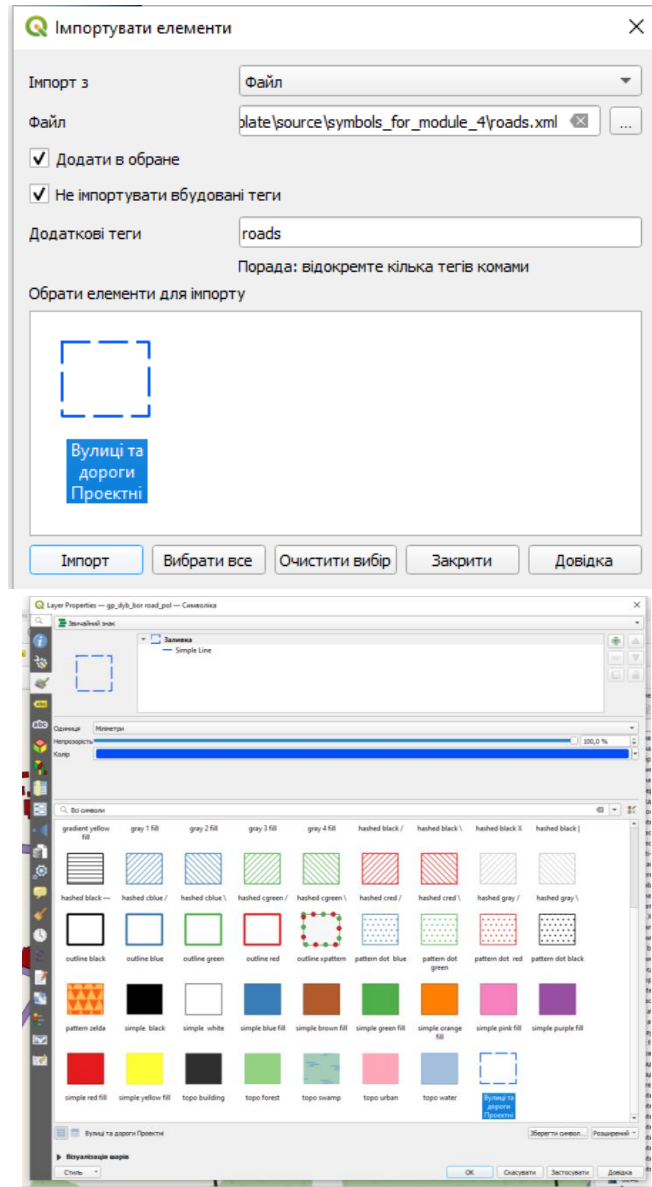 Імпортувати елементи
Імпорт з
Файл
Файл
plate\source\symbols_for_module_4\roads.xml
...
Додати в обране
Не імпортувати вбудовані теги
Додаткові теги
roads
Порада: відокремте кілька тегів комами
Обрати елементи для імпорту
Вулиці та
дороги
Проектні
Імпорт
Вибрати все
Очистити вибір
Закрити
Довідка
Layer Properties — gp_dyb_bor road_pol — Символіка
Звичайний знак
Заливка
Simple Line
Одиниця
Міліметри
Непрозорість
100,0 %
Колір
Всі символи
gradient yellow
fill
gray 1 fill
gray 2 fill
gray 3 fill
gray 4 fill
hashed black /
hashed black \
hashed black X
hashed black |
hashed black —
hashed cblue /
hashed cblue \
hashed cgreen /
hashed cgreen \
hashed cred /
hashed cred \
hashed gray /
hashed gray \
outline black
outline blue
outline green
outline red
outline xpattern
pattern dot blue
pattern dot
green
pattern dot red
pattern dot black
pattern zelda
simple black
simple white
simple blue fill
simple brown fill
simple green fill
simple orange
fill
simple pink fill
simple purple fill
simple red fill
simple yellow fill
topo building
topo forest
topo swamp
topo urban
topo water
Вулиці та
дороги
Проектні
Вулиці та дороги Проектні
Зберегти символ...
Розширений
Візуалізація шарів
Стиль
OK
Скасувати
Застосувати
Довідка